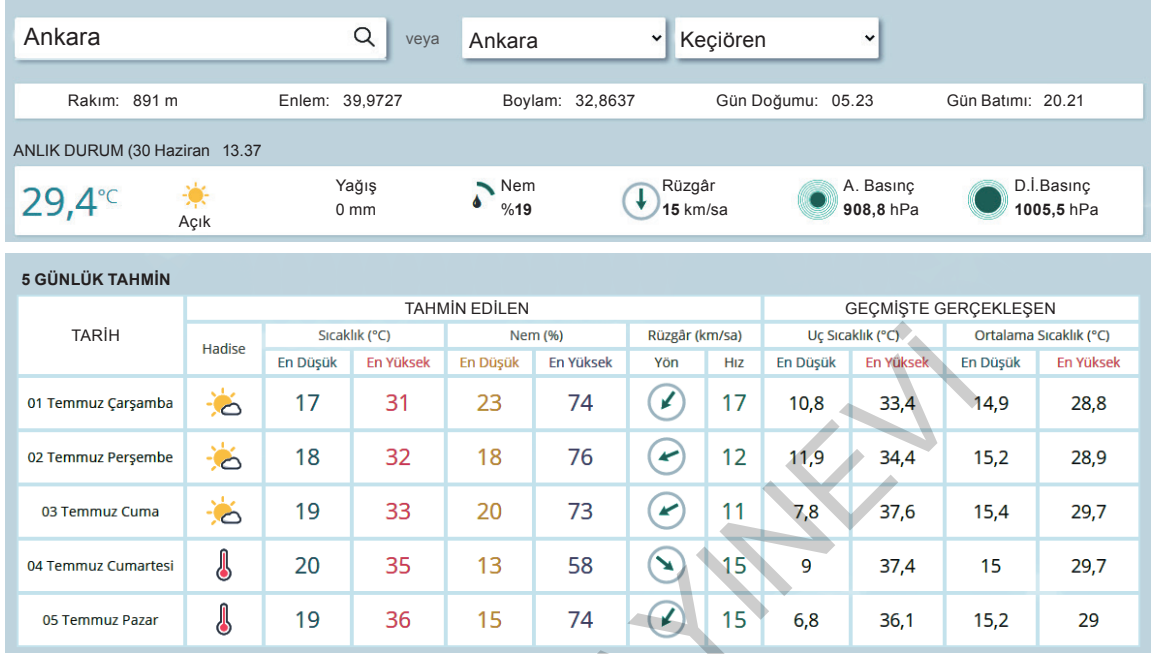 Ankara veya Ankara Keçiören
Rakım: 891 m Enlem: 39,9727 Boylam: 32,8637 Gün Doğumu: 05.23 Gün Batımı: 20.21
ANLIK DURUM (30 Haziran 13.37
29,4°C Açık Yağış 0 mm Nem %19 Rüzgâr 15 km/sa A. Basınç 908,8 hPa D.İ.Basınç 1005,5 hPa
5 GÜNLÜK TAHMİN
TARİH TAHMİN EDİLEN GEÇMİŞTE GERÇEKLEŞEN
Hadise Sıcaklık (°C) Nem (%) Rüzgâr (km/sa) Uç Sıcaklık (°C) Ortalama Sıcaklık (°C)
En Düşük En Yüksek En Düşük En Yüksek Yön Hız En Düşük En Yüksek En Düşük En Yüksek
01 Temmuz Çarşamba 17 31 23 74 17 10,8 33,4 14,9 28,8
02 Temmuz Perşembe 18 32 18 76 12 11,9 34,4 15,2 28,9
03 Temmuz Cuma 19 33 20 73 11 7,8 37,6 15,4 29,7
04 Temmuz Cumartesi 20 35 13 58 15 9 37,4 15 29,7
05 Temmuz Pazar 19 36 15 74 15 6,8 36,1 15,2 29
YINEVİ